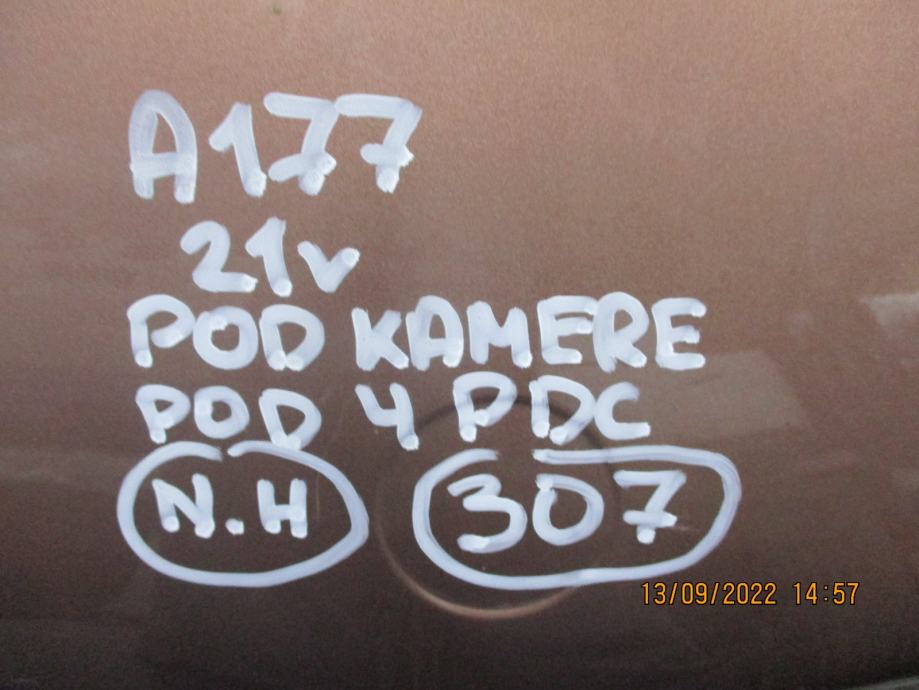 A177
21v
POD KAMERE
POD 4 PDC
N.H 307
13/09/2022 14:57